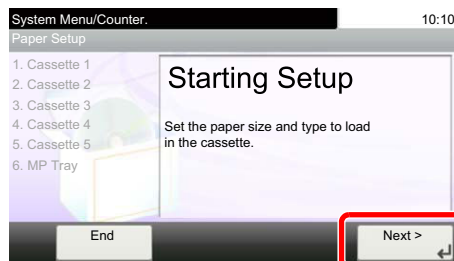 System Menu/Counter.
10:10
Paper Setup
1. Cassette 1
2. Cassette 2
3. Cassette 3
4. Cassette 4
5. Cassette 5
6. MP Tray
Starting Setup
Set the paper size and type to load
in the cassette.
End
Next >